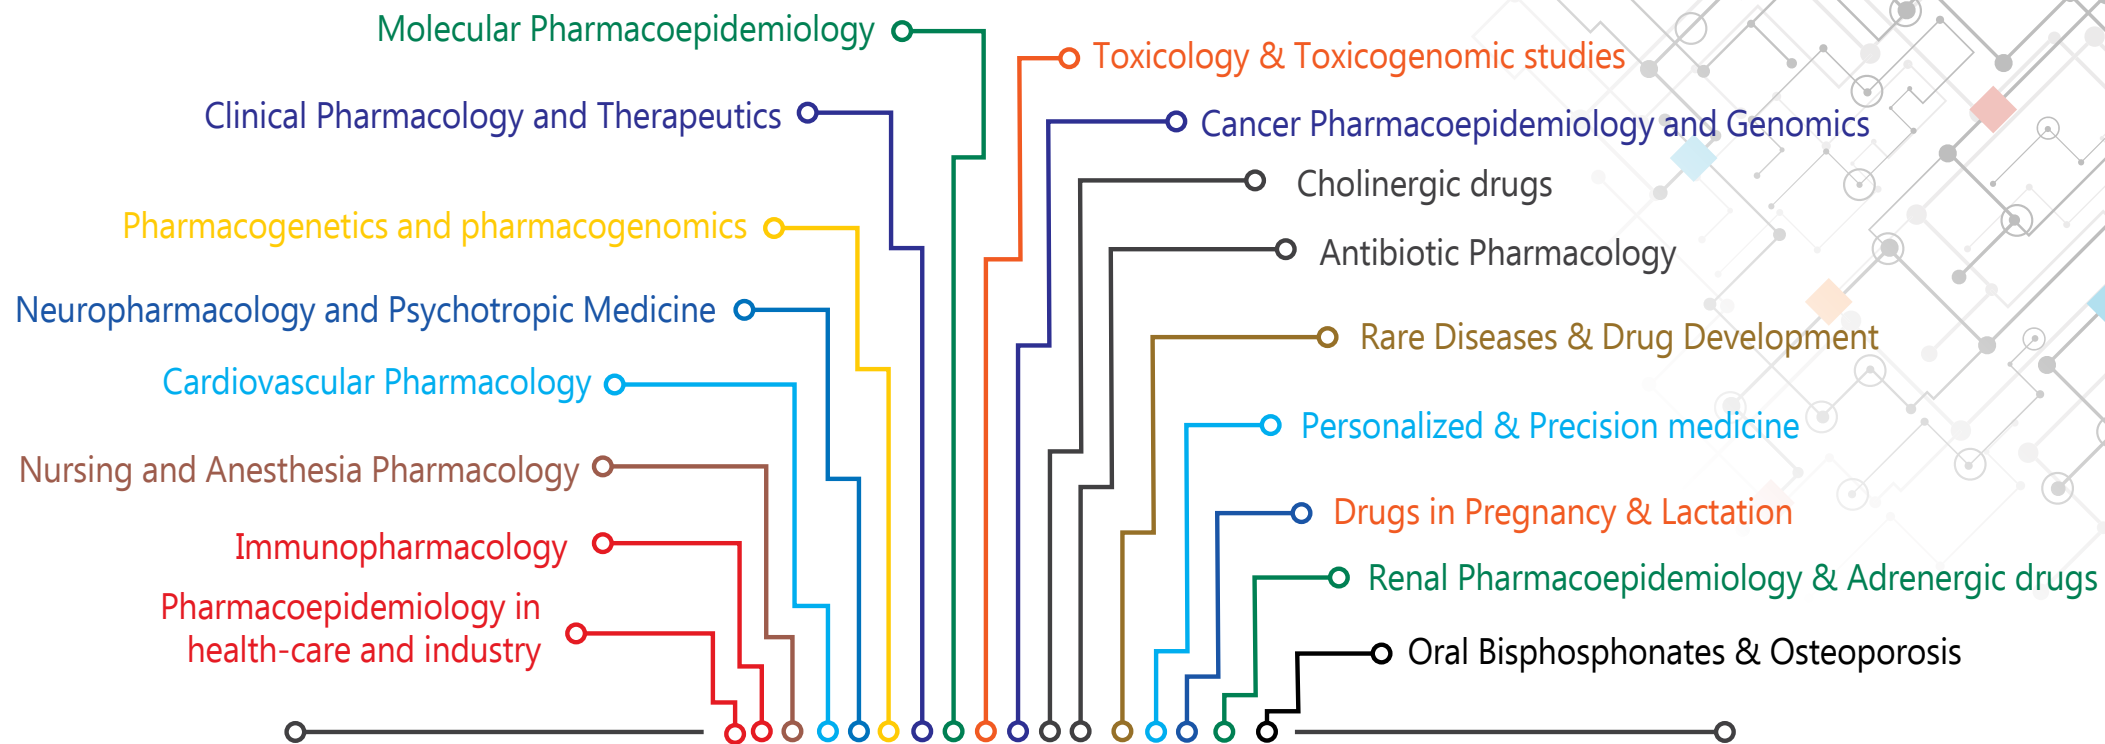 Molecular Pharmacoepidemiology
Clinical Pharmacology and Therapeutics
Pharmacogenetics and pharmacogenomics
Neuropharmacology and Psychotropic Medicine
Cardiovascular Pharmacology
Nursing and Anesthesia Pharmacology
Immunopharmacology
Pharmacoepidemiology in
health-care and industry
Toxicology & Toxicogenomic studies
Cancer Pharmacoepidemiology and Genomics
Cholinergic drugs
Antibiotic Pharmacology
Rare Diseases & Drug Development
Personalized & Precision medicine
Drugs in Pregnancy & Lactation
Renal Pharmacoepidemiology & Adrenergic drugs
Oral Bisphosphonates & Osteoporosis